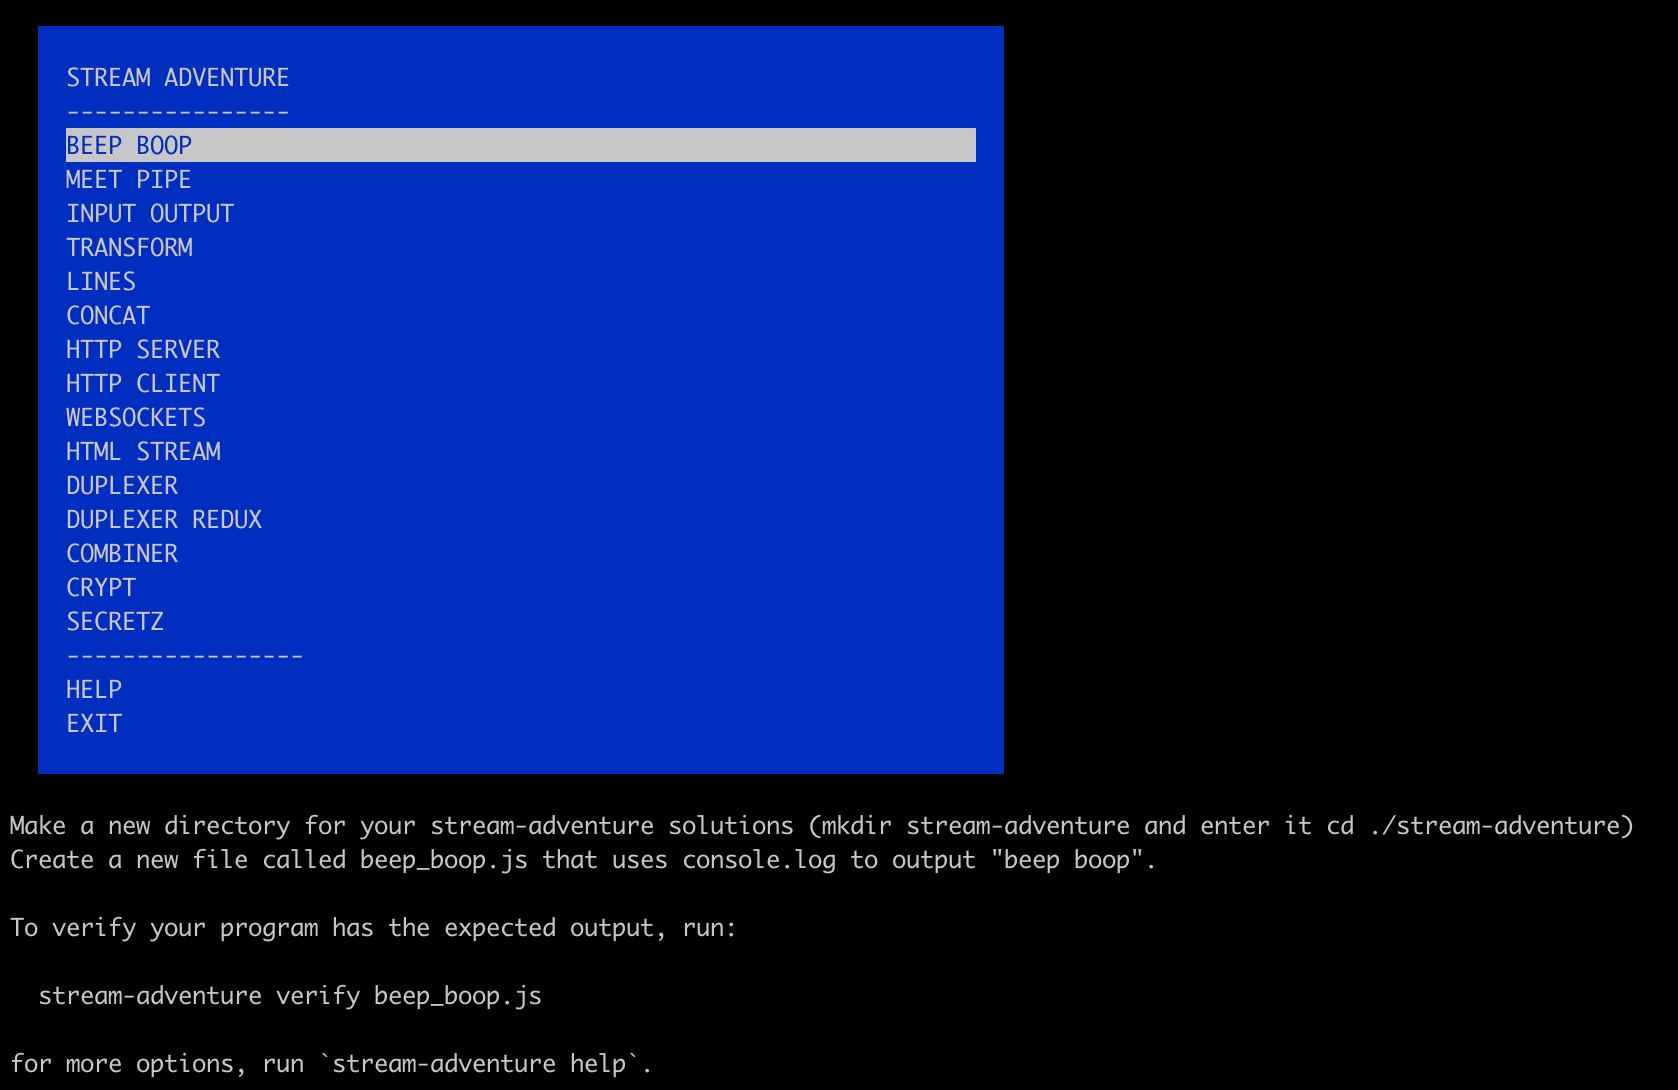 STREAM ADVENTURE
----------------
BEEP BOOP
MEET PIPE
INPUT OUTPUT
TRANSFORM
LINES
CONCAT
HTTP SERVER
HTTP CLIENT
WEBSOCKETS
HTML STREAM
DUPLEXER
DUPLEXER REDUX
COMBINER
CRYPT
SECRETZ
-----------------
HELP
EXIT
Make a new directory for your stream-adventure solutions (mkdir stream-adventure and enter it cd ./stream-adventure)
Create a new file called beep_boop.js that uses console.log to output "beep boop".
To verify your program has the expected output, run:
stream-adventure verify beep_boop.js
for more options, run `stream-adventure help`.